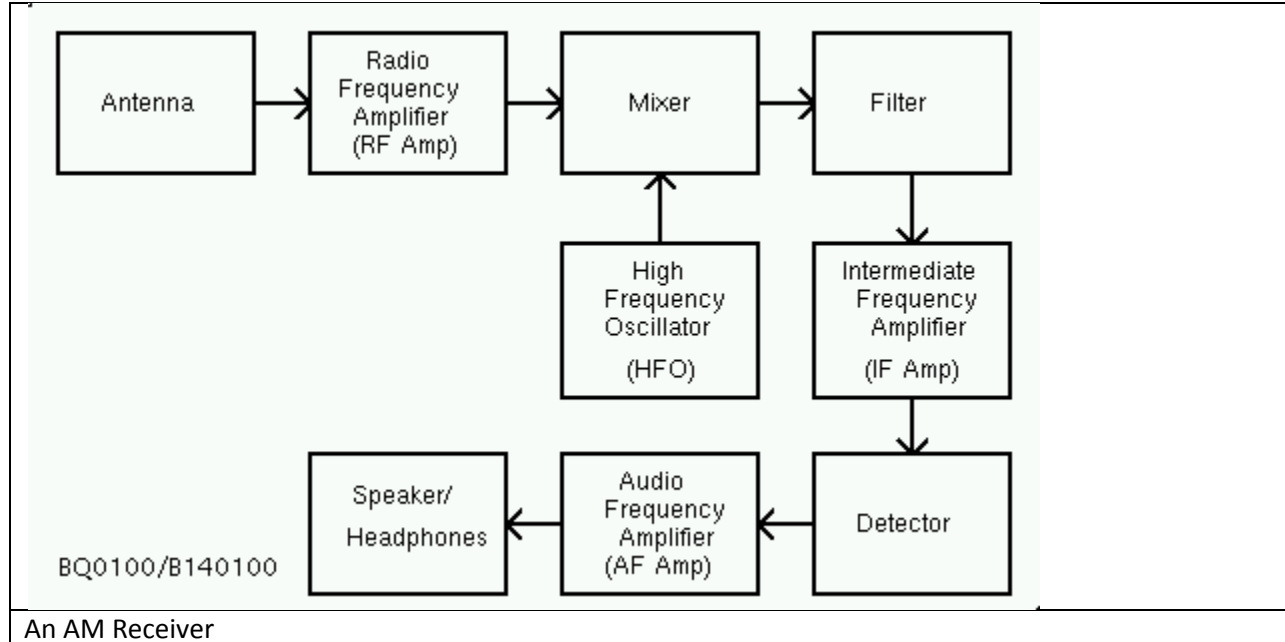 Antenna
Radio
Frequency
Amplifier
(RF Amp)
Mixer
Filter
High
Frequency
Oscillator
(HFO)
Intermediate
Frequency
Amplifier
(IF Amp)
Speaker/
Headphones
Audio
Frequency
Amplifier
(AF Amp)
Detector
BQ0100/B140100
An AM Receiver